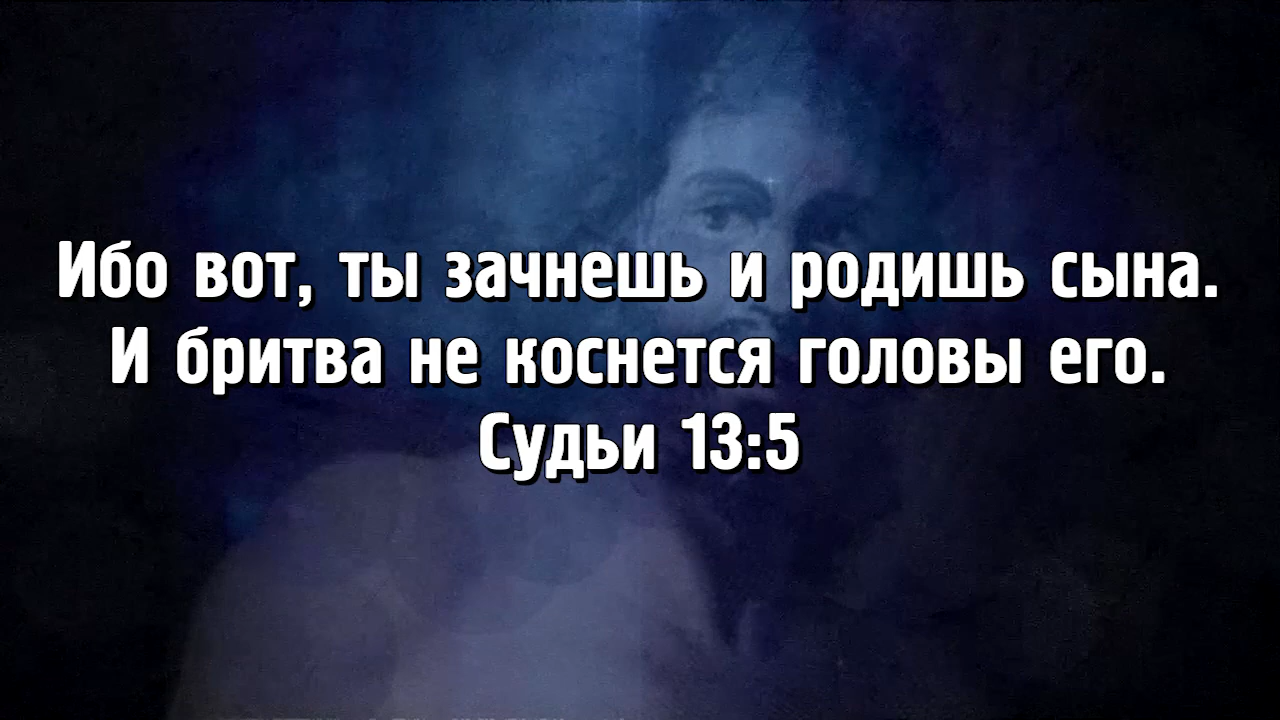 Ибо вот, ты зачнешь и родишь сына.
И бритва не коснется головы его.
Судьи 13:5